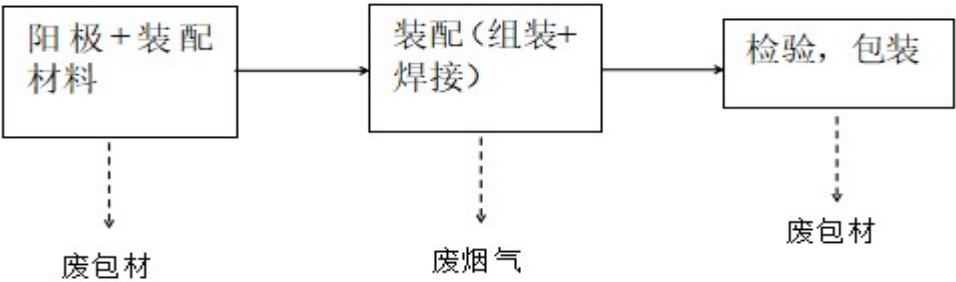 阳极+装配
材料
装配（组装+
焊接）
检验，包装
废包材
废烟气
废包材